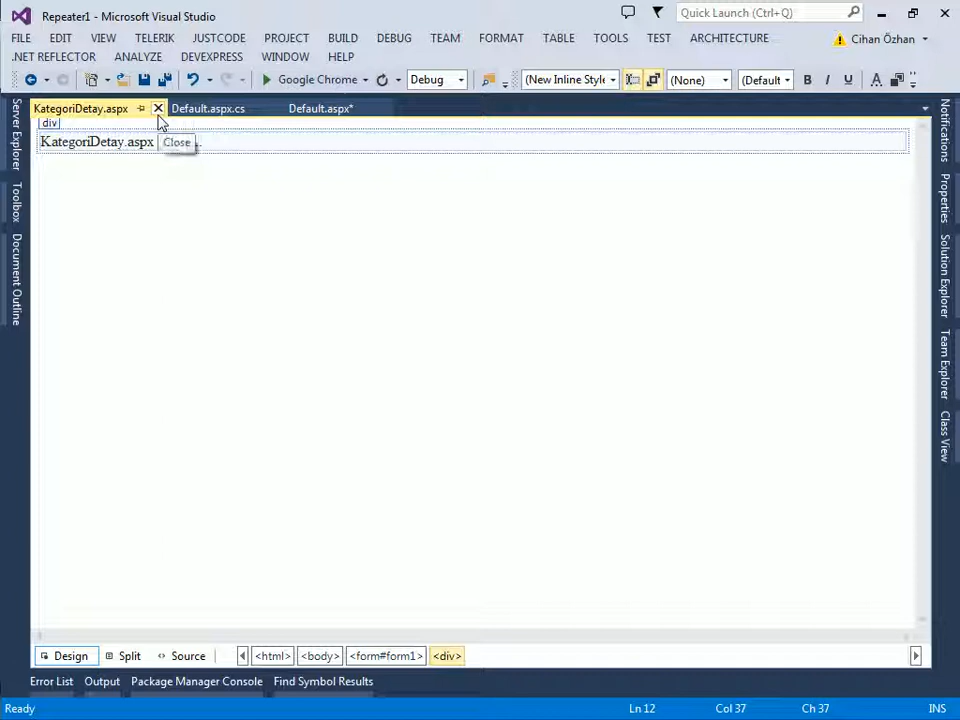 Repeater1 - Microsoft Visual Studio
Quick Launch (Ctrl+Q)
FILE EDIT VIEW TELERIK JUSTCODE PROJECT BUILD DEBUG TEAM FORMAT TABLE TOOLS TEST ARCHITECTURE Cihan Özhan
.NET REFLECTOR ANALYZE DEVEXPRESS WINDOW HELP
Google Chrome Debug (New Inline Style (None) (Default
KategoriDetay.aspx Default.aspx.cs Default.aspx*
div
KategoriDetay.aspx Close
Server Explorer
Toolbox
Document Outline
Notifications
Properties
Solution Explorer
Team Explorer
Class View
Design Split Source <html> <body> <form#form1> <div>
Error List Output Package Manager Console Find Symbol Results
Ready Ln 12 Col 37 Ch 37 INS